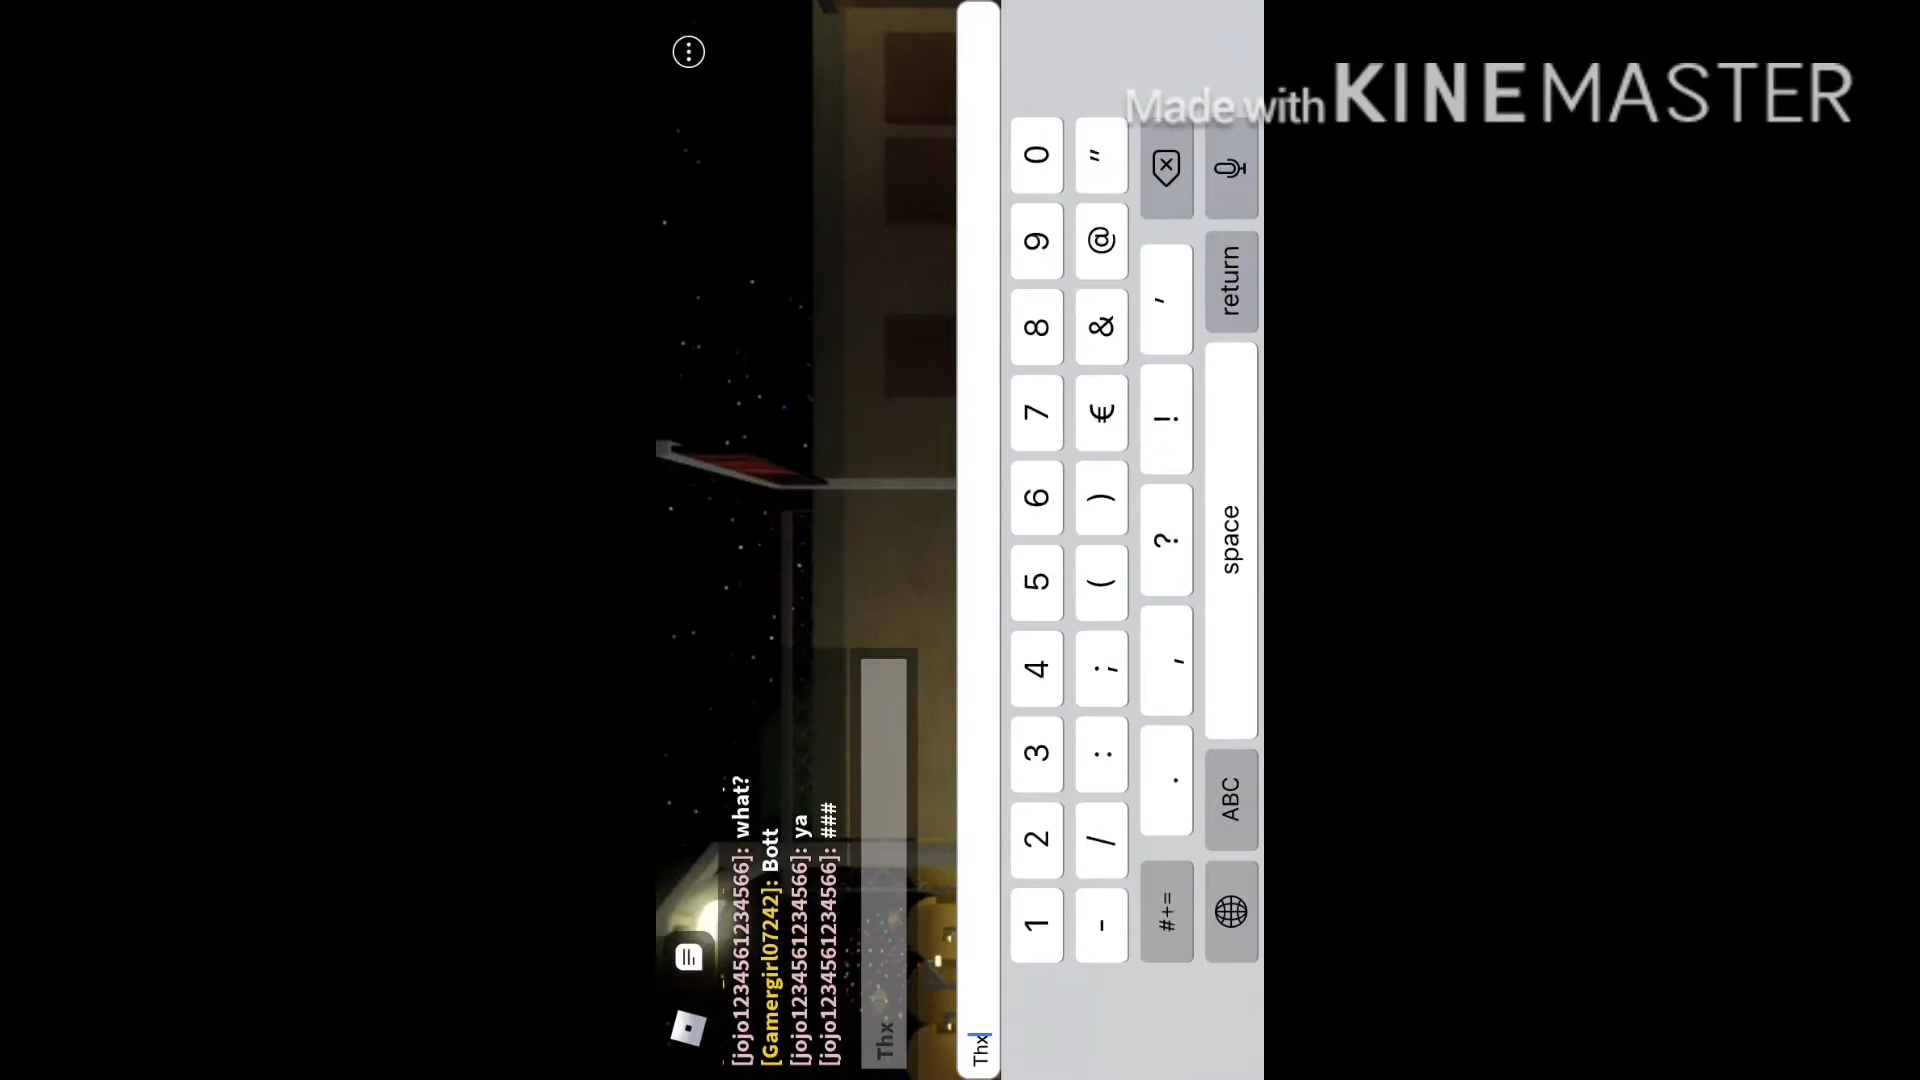 Made with KINEMASTER
[jojo1234561234566]: what?
[Gamergirl07242]: Bott
[jojo1234561234566]: ya
[jojo1234561234566]: ###
Thx
Thx
1 2 3 4 5 6 7 8 9 0
- / : ; ( ) € & @ "
#+= . , ? ! '
ABC space return